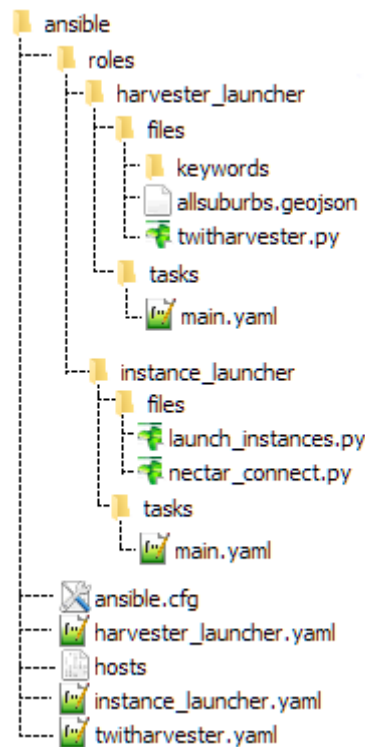 ansible
roles
harvester_launcher
files
keywords
allsuburbs.geojson
twitharvester.py
tasks
main.yaml
instance_launcher
files
launch_instances.py
nectar_connect.py
tasks
main.yaml
ansible.cfg
harvester_launcher.yaml
hosts
instance_launcher.yaml
twitharvester.yaml